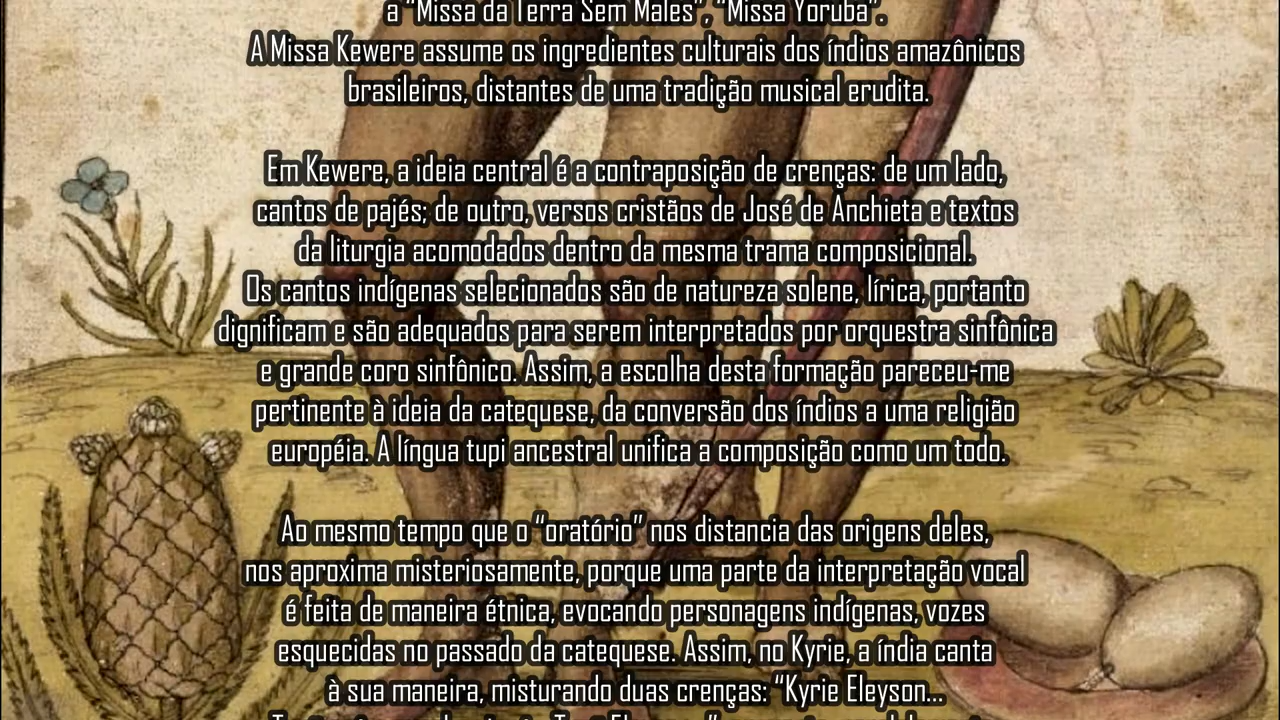 a “Missa da Terra Sem Males”, “Missa Yoruba”.
A Missa Kewere assume os ingredientes culturais dos índios amazônicos
brasileiros, distantes de uma tradição musical erudita.
Em Kewere, a ideia central é a contraposição de crenças: de um lado,
cantos de pajés; de outro, versos cristãos de José de Anchieta e textos
da liturgia acomodados dentro da mesma trama composicional.
Os cantos indígenas selecionados são de natureza solene, lírica, portanto
dignificam e são adequados para serem interpretados por orquestra sinfônica
e grande coro sinfônico. Assim, a escolha desta formação pareceu-me
pertinente à ideia da catequese, da conversão dos índios a uma religião
européia. A língua tupi ancestral unifica a composição como um todo.
Ao mesmo tempo que o “oratório” nos distancia das origens deles,
nos aproxima misteriosamente, porque uma parte da interpretação vocal
é feita de maneira étnica, evocando personagens indígenas, vozes
esquecidas no passado da catequese. Assim, no Kyrie, a índia canta
à sua maneira, misturando duas crenças: “Kyrie Eleyson...